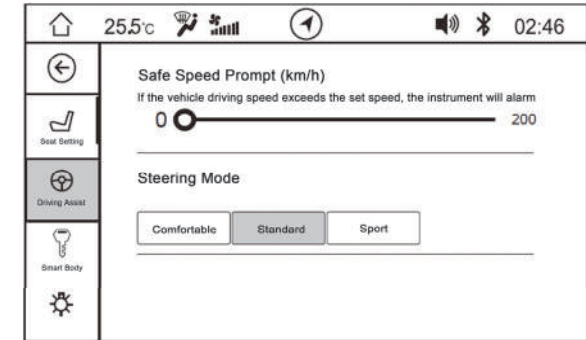 25.5°C
02:46
Safe Speed Prompt (km/h)
If the vehicle driving speed exceeds the set speed, the instrument will alarm
0 200
Seat Setting
Steering Mode
Driving Assist
Comfortable Standard Sport
Smart Body